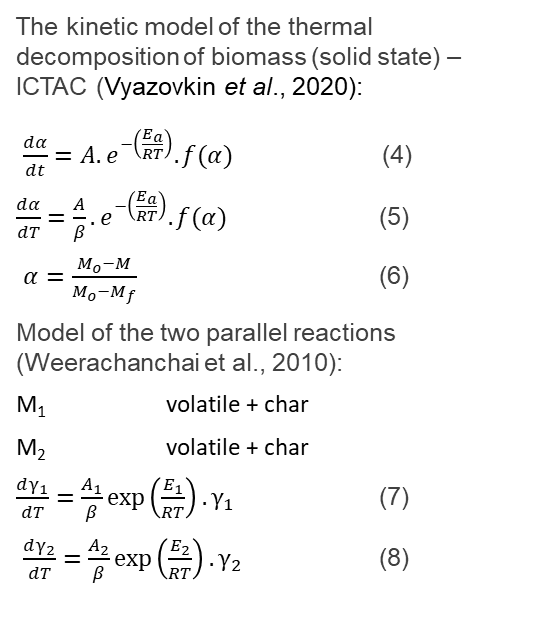 The kinetic model of the thermal
decomposition of biomass (solid state) –
ICTAC (Vyazovkin et al., 2020):
dα/dt = A. e^−(Ea/RT) . f(α) (4)
dα/dT = A/β . e^−(Ea/RT) . f(α) (5)
α = (Mo−M)/(Mo−Mf) (6)
Model of the two parallel reactions
(Weerachanchai et al., 2010):
M₁ volatile + char
M₂ volatile + char
dγ₁/dT = A₁/β exp (E₁/RT) . γ₁ (7)
dγ₂/dT = A₂/β exp (E₂/RT) . γ₂ (8)